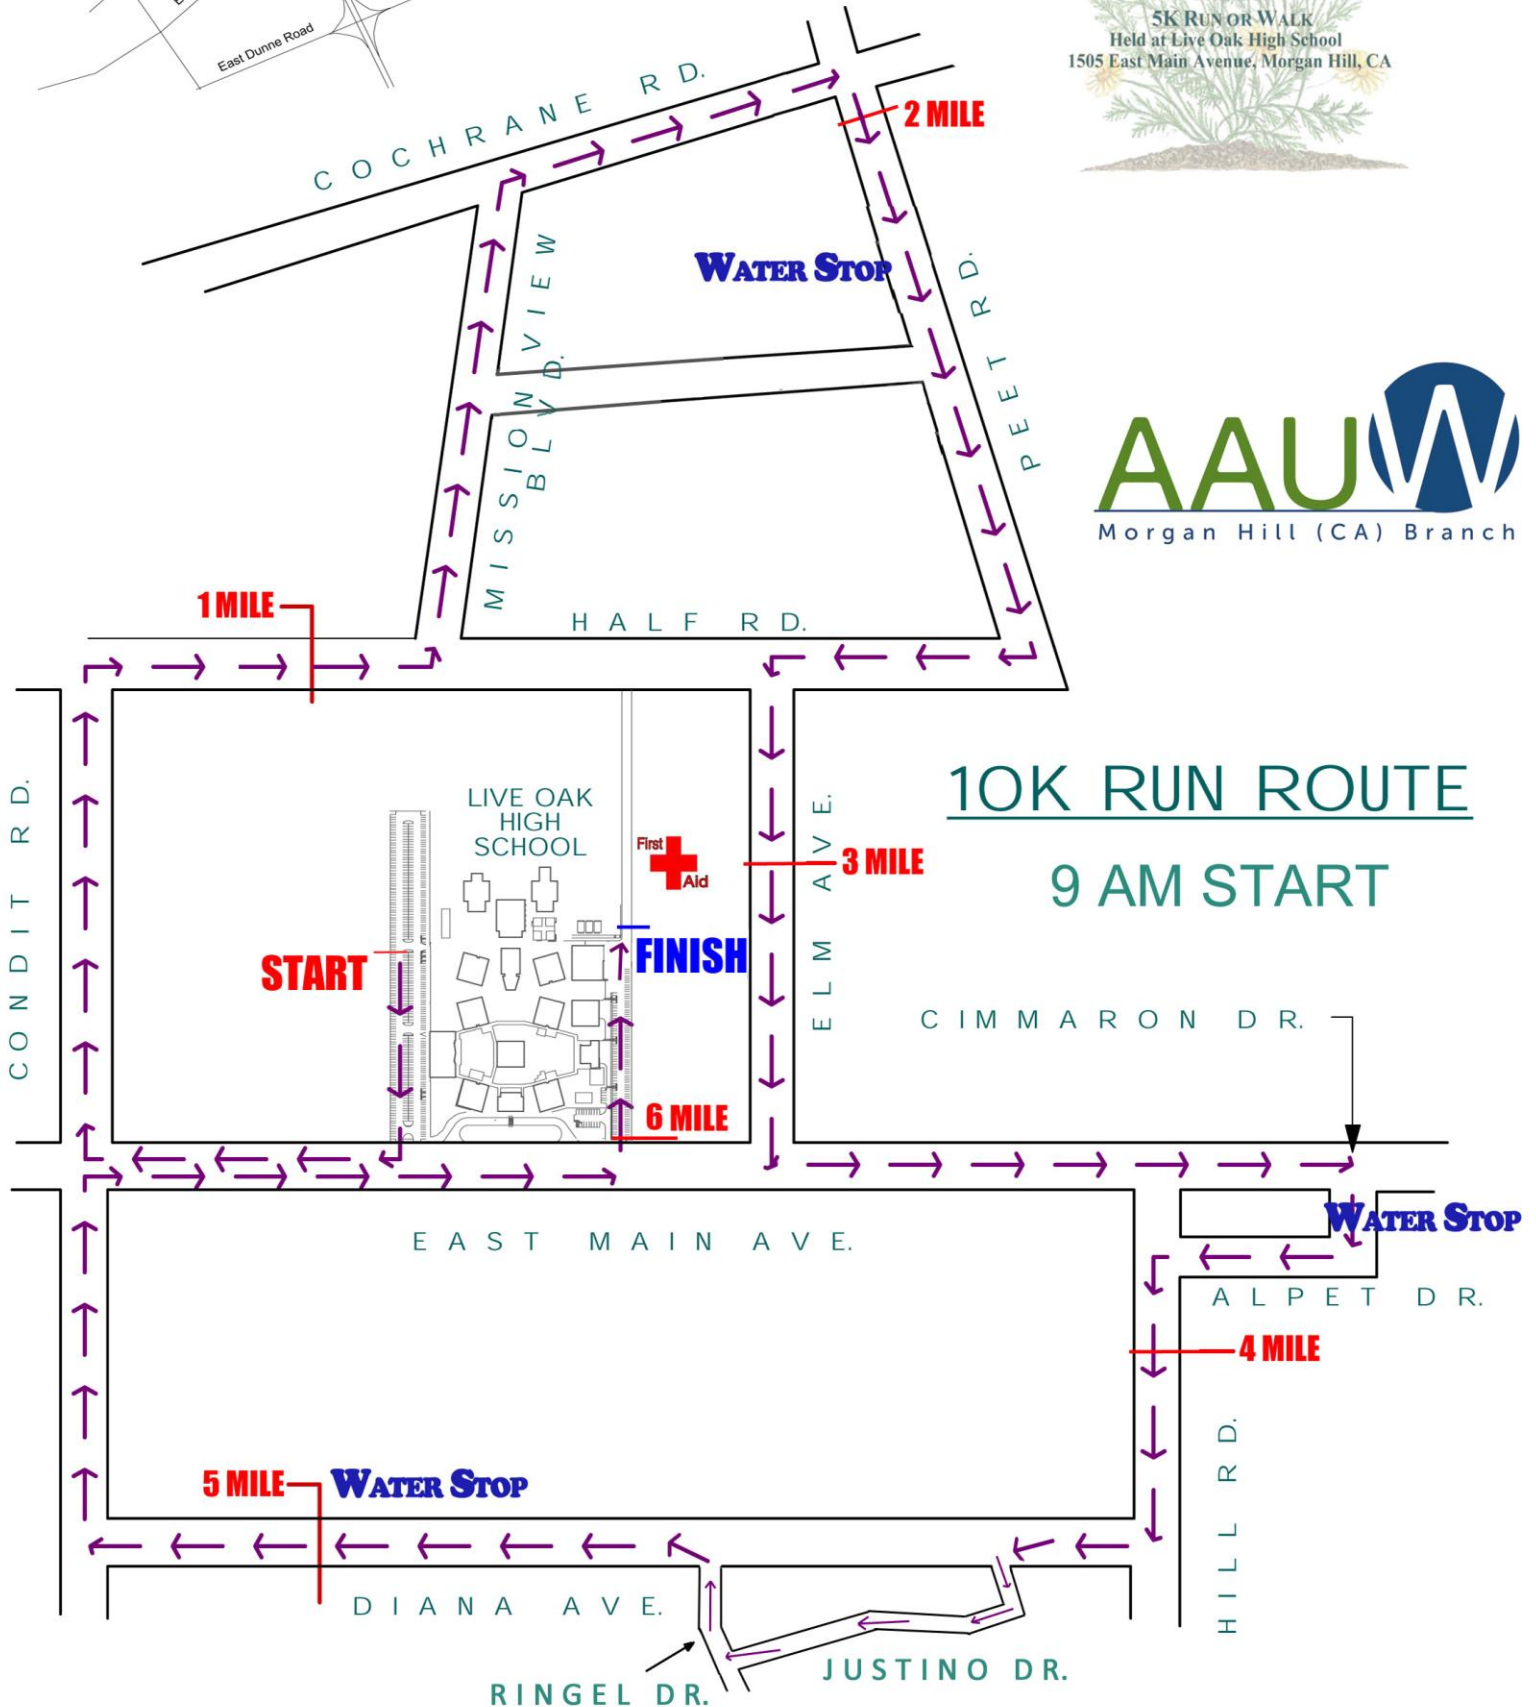 East Dunne Road
5K RUN OR WALK
Held at Live Oak High School
1505 East Main Avenue, Morgan Hill, CA
COCHRANE RD.
2 MILE
WATER STOP
MISSION VIEW
BLVD.
PEET RD.
AAUW
Morgan Hill (CA) Branch
1 MILE
HALF RD.
10K RUN ROUTE
9 AM START
CONDIT RD.
LIVE OAK
HIGH
SCHOOL
First
Aid
3 MILE
ELM AVE.
START
FINISH
CIMMARON DR.
6 MILE
EAST MAIN AVE.
WATER STOP
ALPET DR.
4 MILE
HILL RD.
5 MILE
WATER STOP
DIANA AVE.
JUSTINO DR.
RINGEL DR.